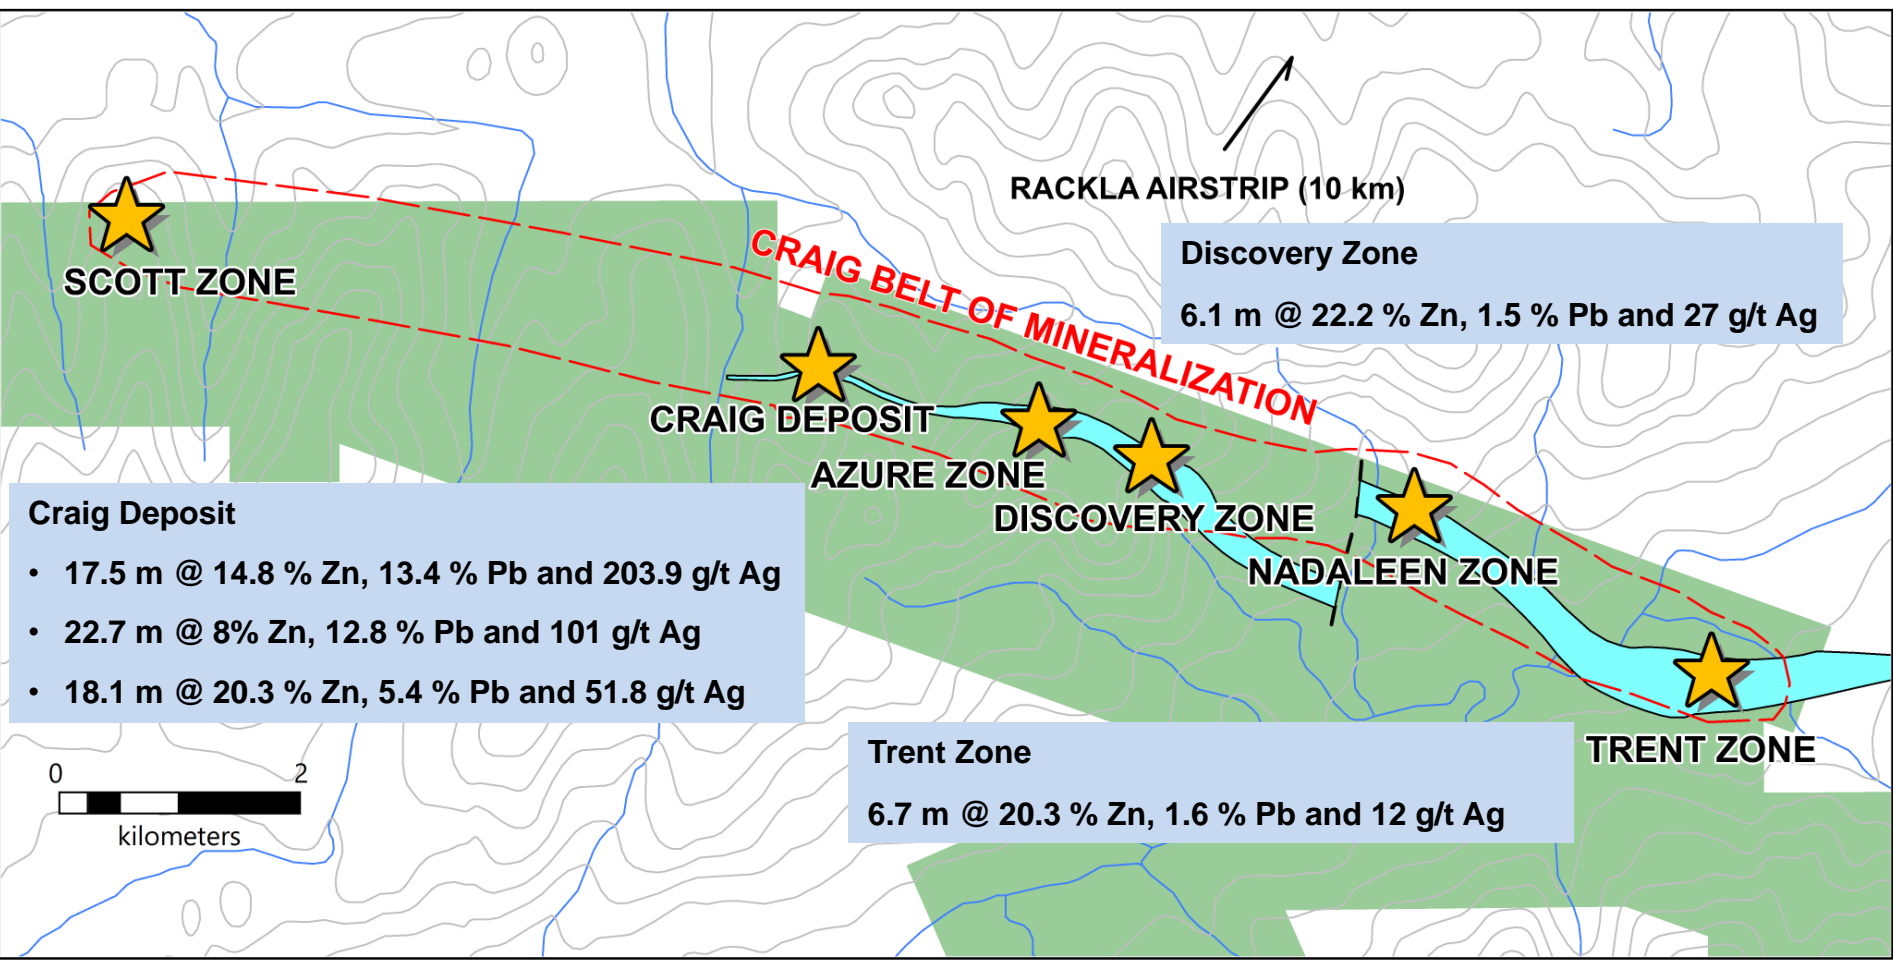 RACKLA AIRSTRIP (10 km)
CRAIG BELT OF MINERALIZATION
Discovery Zone
6.1 m @ 22.2 % Zn, 1.5 % Pb and 27 g/t Ag
SCOTT ZONE
CRAIG DEPOSIT
AZURE ZONE
DISCOVERY ZONE
NADALEEN ZONE
TRENT ZONE
Craig Deposit
• 17.5 m @ 14.8 % Zn, 13.4 % Pb and 203.9 g/t Ag
• 22.7 m @ 8% Zn, 12.8 % Pb and 101 g/t Ag
• 18.1 m @ 20.3 % Zn, 5.4 % Pb and 51.8 g/t Ag
Trent Zone
6.7 m @ 20.3 % Zn, 1.6 % Pb and 12 g/t Ag
0 2
kilometers